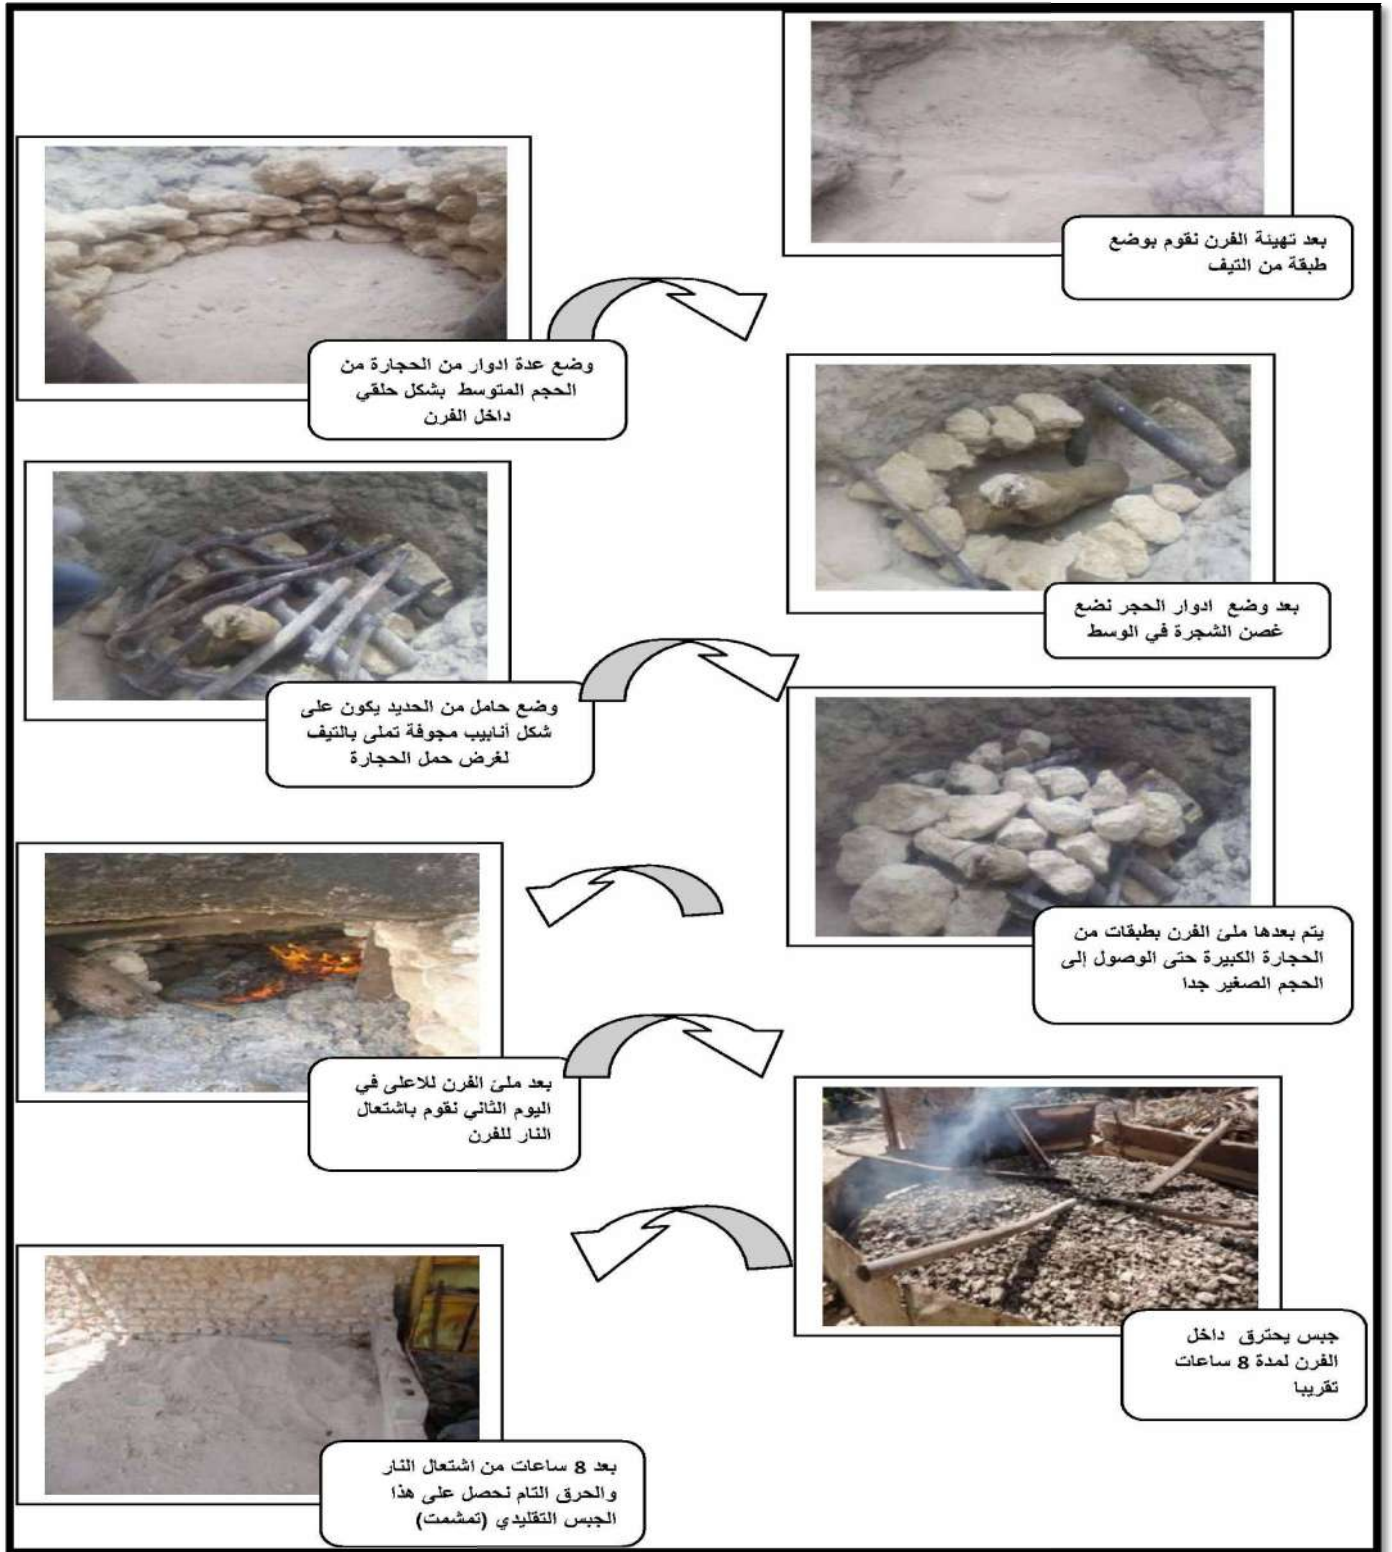 بعد تهيئة الفرن نقوم بوضع
طبقة من التيف
وضع عدة ادوار من الحجارة من
الحجم المتوسط بشكل حلقي
داخل الفرن
بعد وضع ادوار الحجر نضع
غصن الشجرة في الوسط
وضع حامل من الحديد يكون على
شكل أنابيب مجوفة تملى بالتيف
لغرض حمل الحجارة
يتم بعدها ملئ الفرن بطبقات من
الحجارة الكبيرة حتى الوصول إلى
الحجم الصغير جدا
بعد ملئ الفرن للاعلى في
اليوم الثاني نقوم باشتعال
النار للفرن
جبس يحترق داخل
الفرن لمدة 8 ساعات
تقريبا
بعد 8 ساعات من اشتعال النار
والحرق التام نحصل على هذا
الجبس التقليدي (تمشمت)